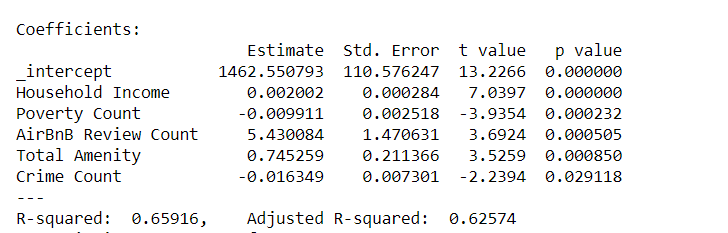 Coefficients:
Estimate Std. Error t value p value
_intercept 1462.550793 110.576247 13.2266 0.000000
Household Income 0.002002 0.000284 7.0397 0.000000
Poverty Count -0.009911 0.002518 -3.9354 0.000232
AirBnB Review Count 5.430084 1.470631 3.6924 0.000505
Total Amenity 0.745259 0.211366 3.5259 0.000850
Crime Count -0.016349 0.007301 -2.2394 0.029118
---
R-squared: 0.65916, Adjusted R-squared: 0.62574